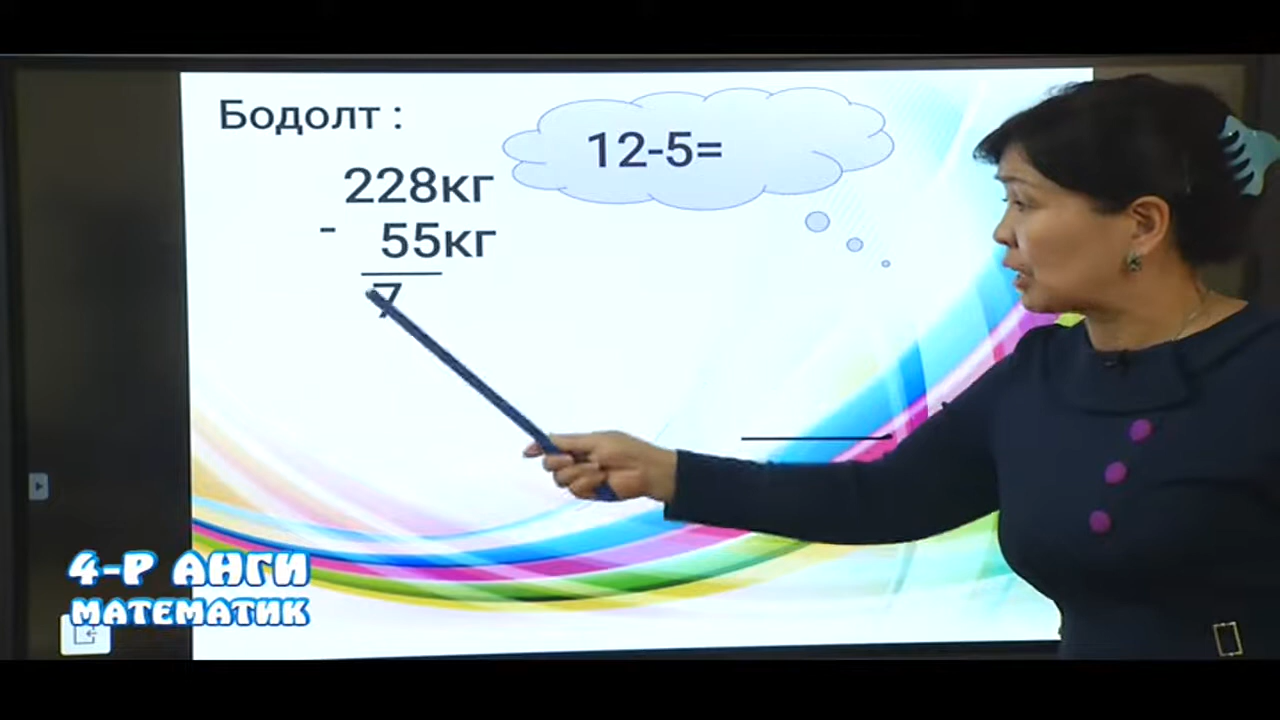 Бодолт :
12-5=
228кг
- 55кг
7
4-Р АНГИ
МАТЕМАТИК